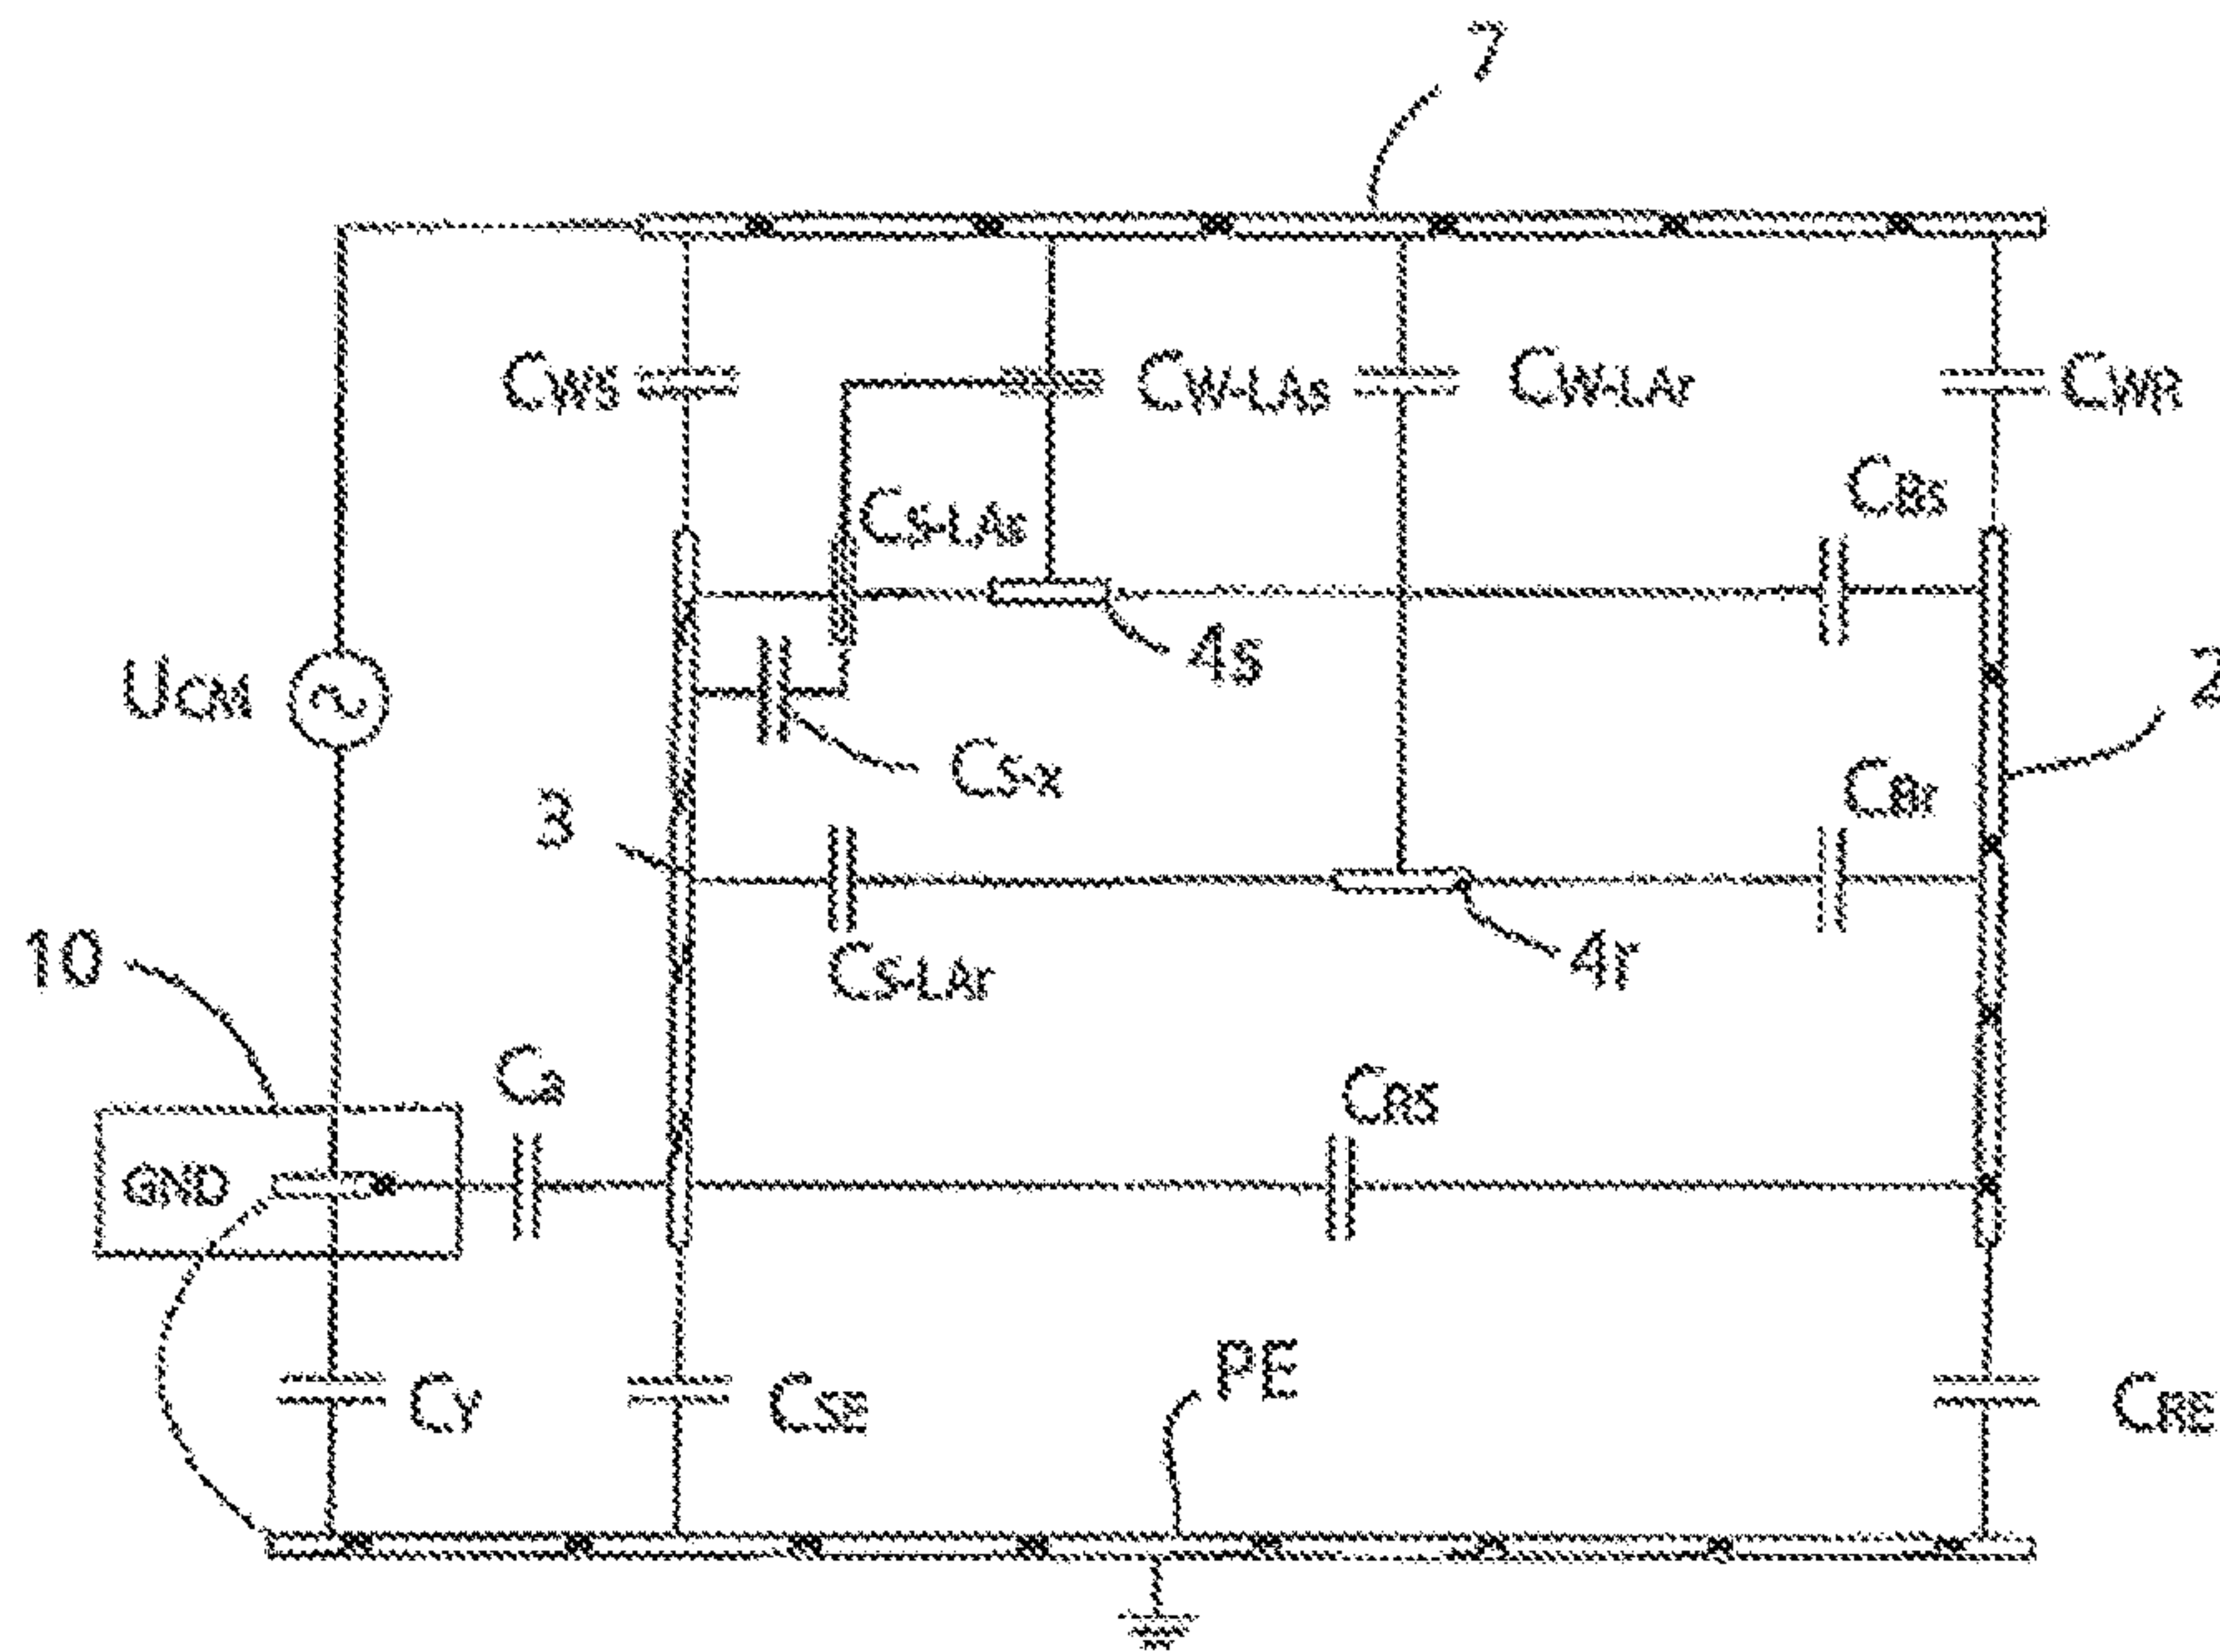 7
CWS
CW-LAs
CW-LAr
CWR
CS-LAs
CBs
UCM
4s
2
CS-x
3
CBr
10
CS-LAr
4r
Cs
CRS
GND
PE
CY
CSE
CRE